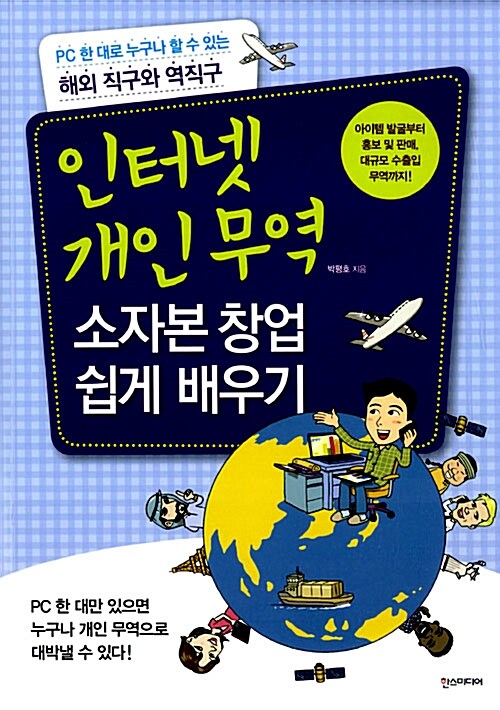 PC 한 대로 누구나 할 수 있는
해외 직구와 역직구
아이템 발굴부터
홍보 및 판매,
대규모 수출입
무역까지!
인터넷
개인 무역
박평호 지음
소자본 창업
쉽게 배우기
PC 한 대만 있으면
누구나 개인 무역으로
대박낼 수 있다!
한스미디어